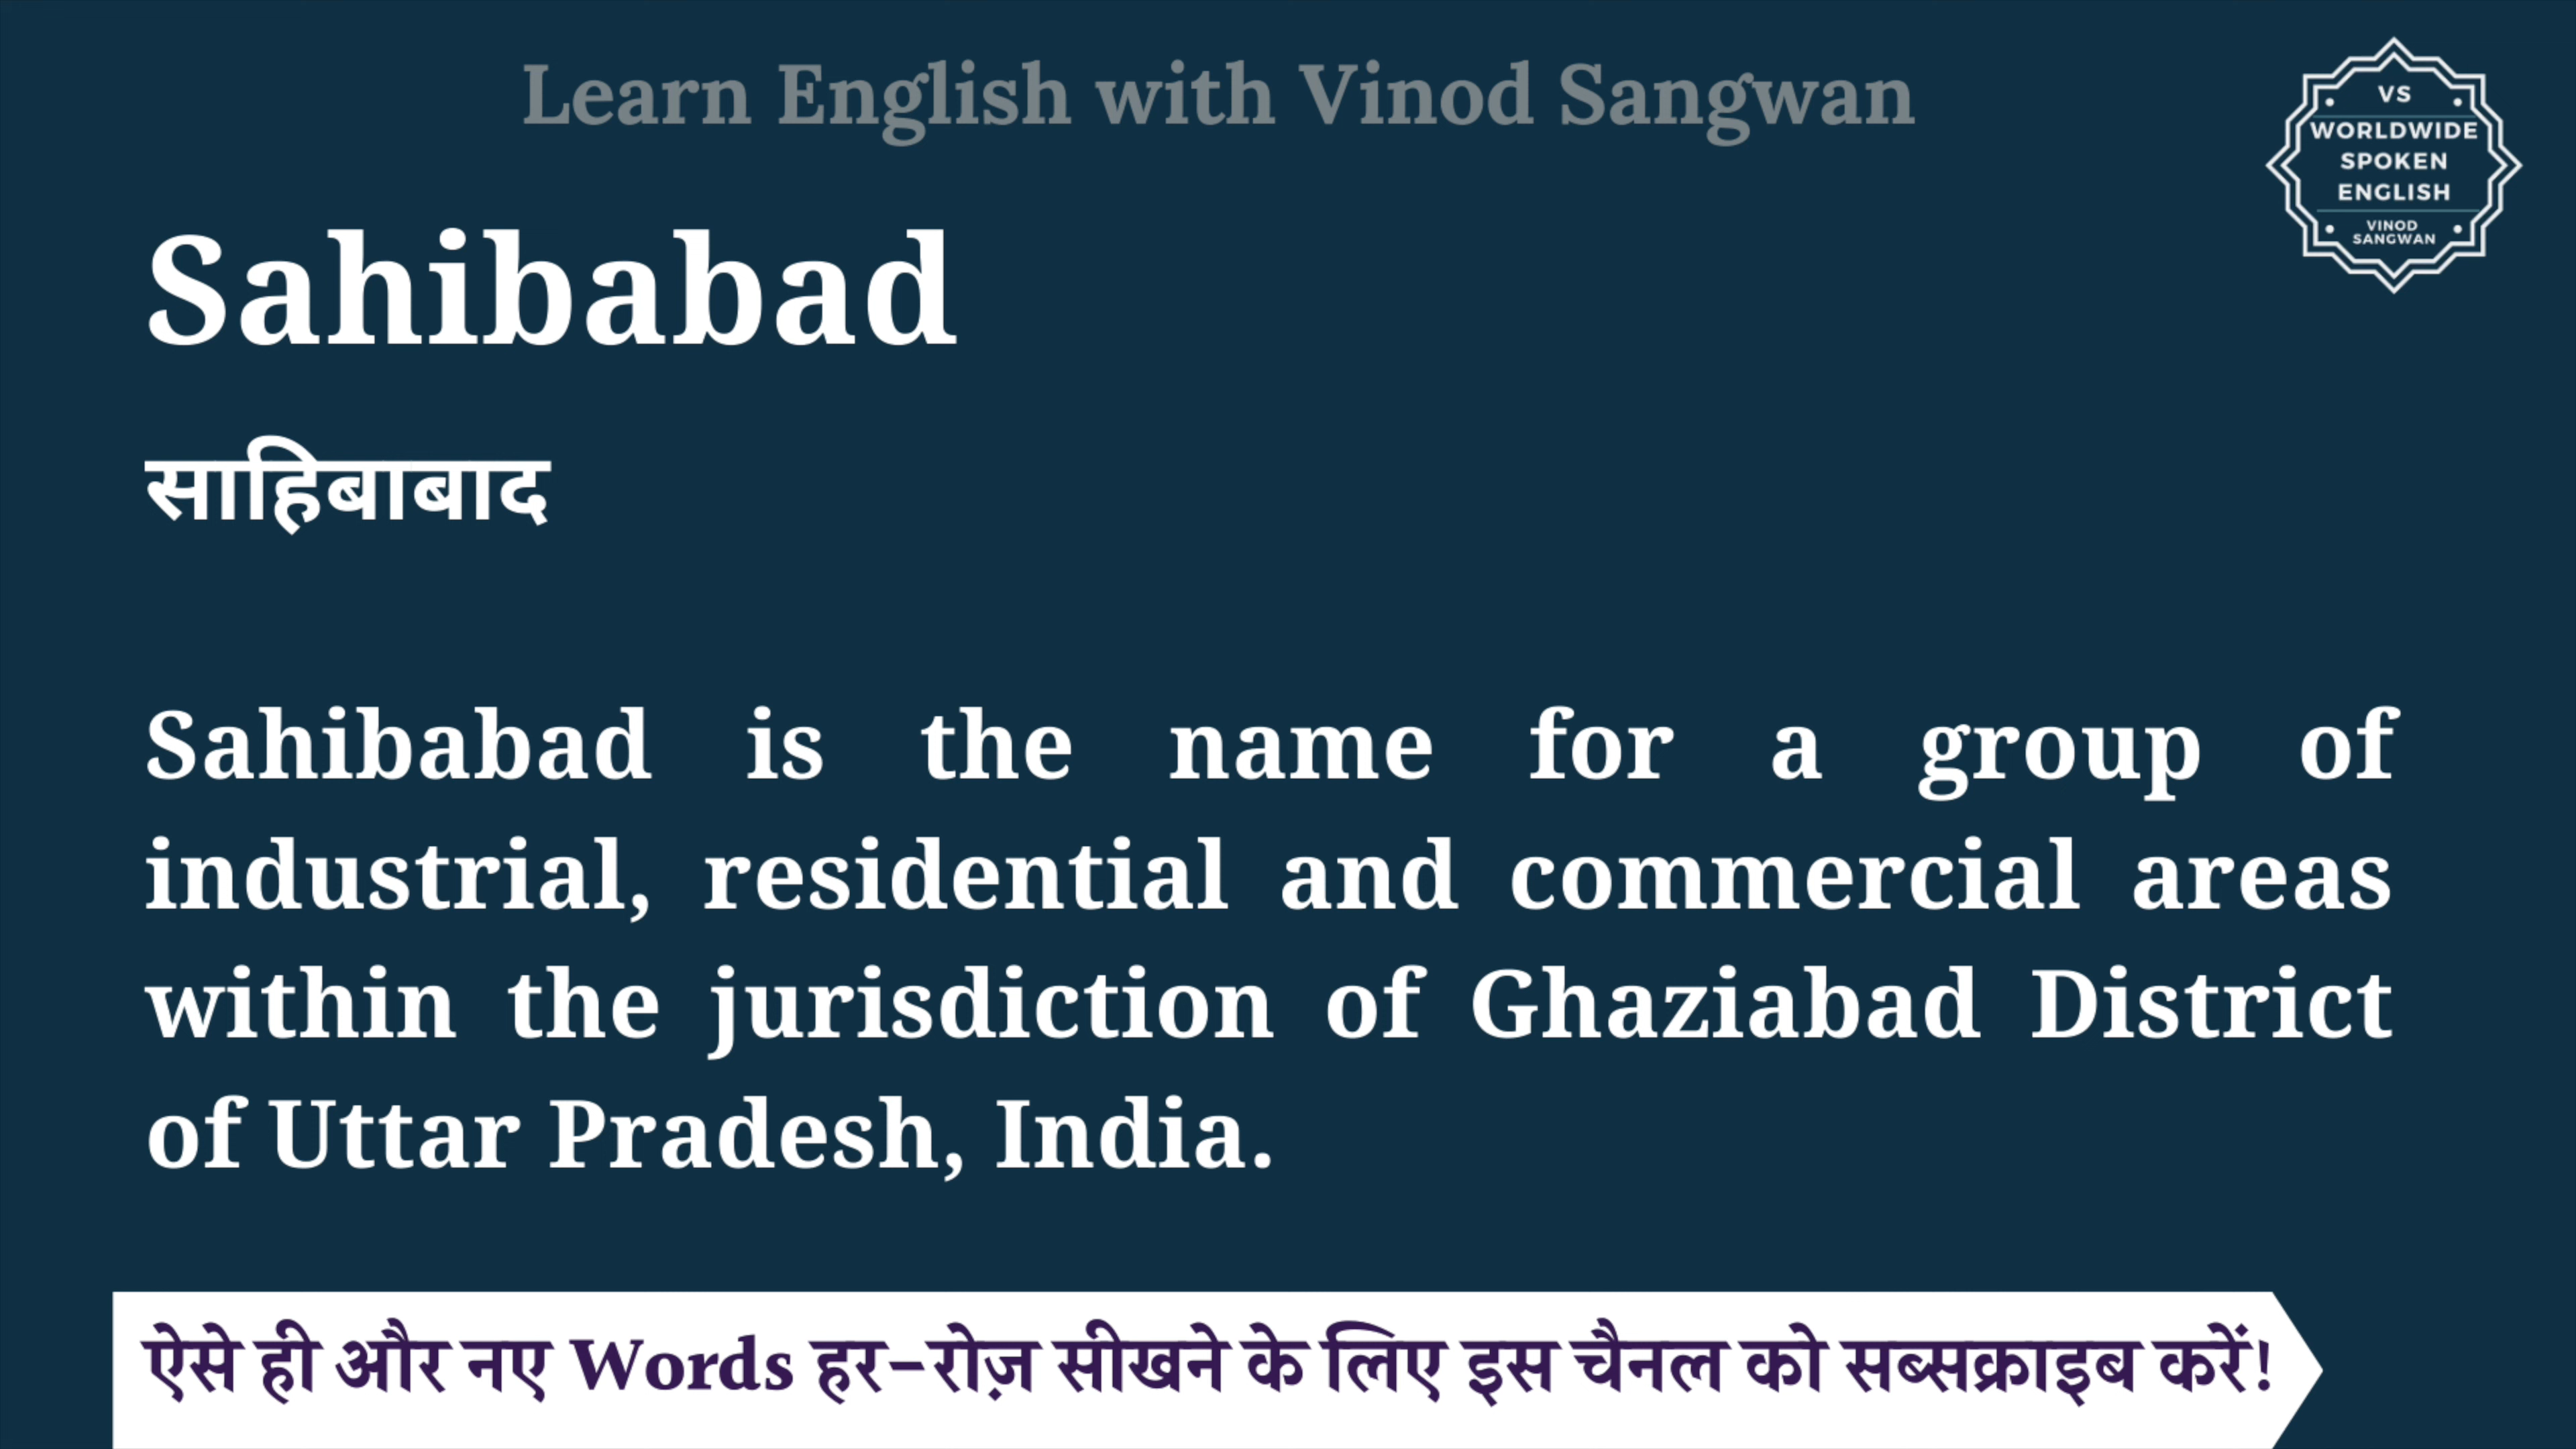 Learn English with Vinod Sangwan
VS
WORLDWIDE
SPOKEN
ENGLISH
VINOD
SANGWAN
Sahibabad
साहिबाबाद
Sahibabad is the name for a group of
industrial, residential and commercial areas
within the jurisdiction of Ghaziabad District
of Uttar Pradesh, India.
ऐसे ही और नए Words हर-रोज़ सीखने के लिए इस चैनल को सब्सक्राइब करें!